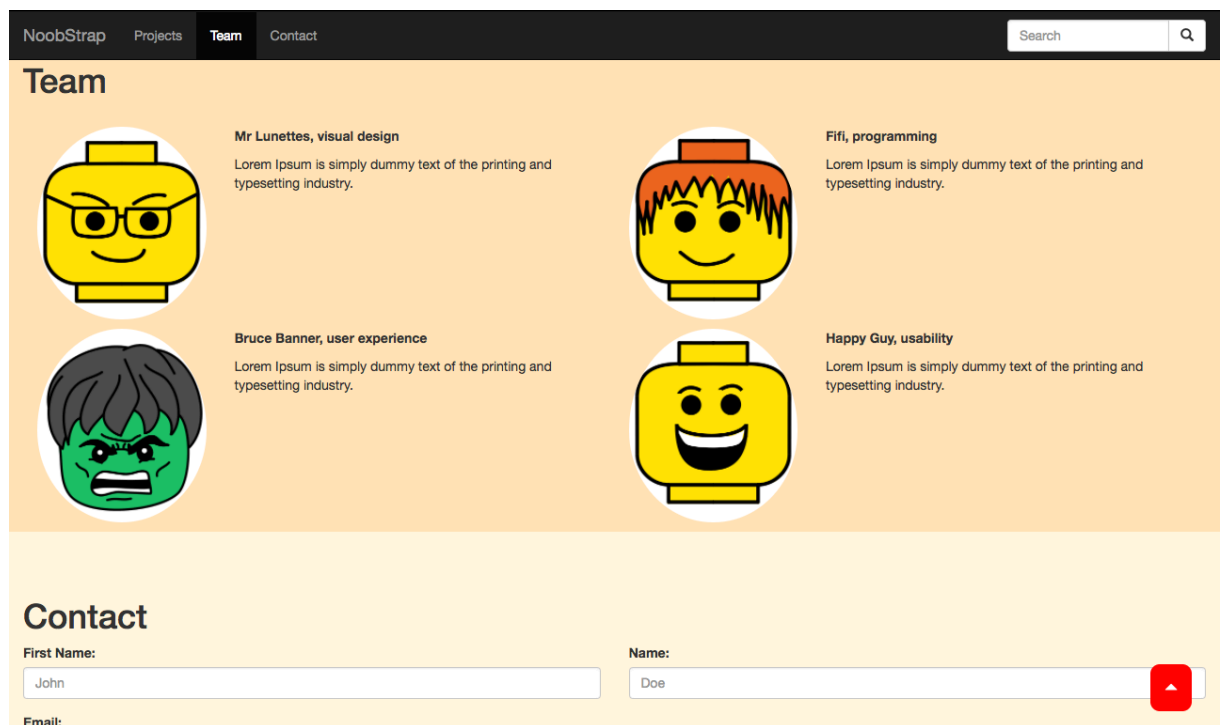 NoobStrap Projects Team Contact Search
Team
Mr Lunettes, visual design
Lorem Ipsum is simply dummy text of the printing and
typesetting industry.
Fifi, programming
Lorem Ipsum is simply dummy text of the printing and
typesetting industry.
Bruce Banner, user experience
Lorem Ipsum is simply dummy text of the printing and
typesetting industry.
Happy Guy, usability
Lorem Ipsum is simply dummy text of the printing and
typesetting industry.
Contact
First Name:
John
Name:
Doe
Email: